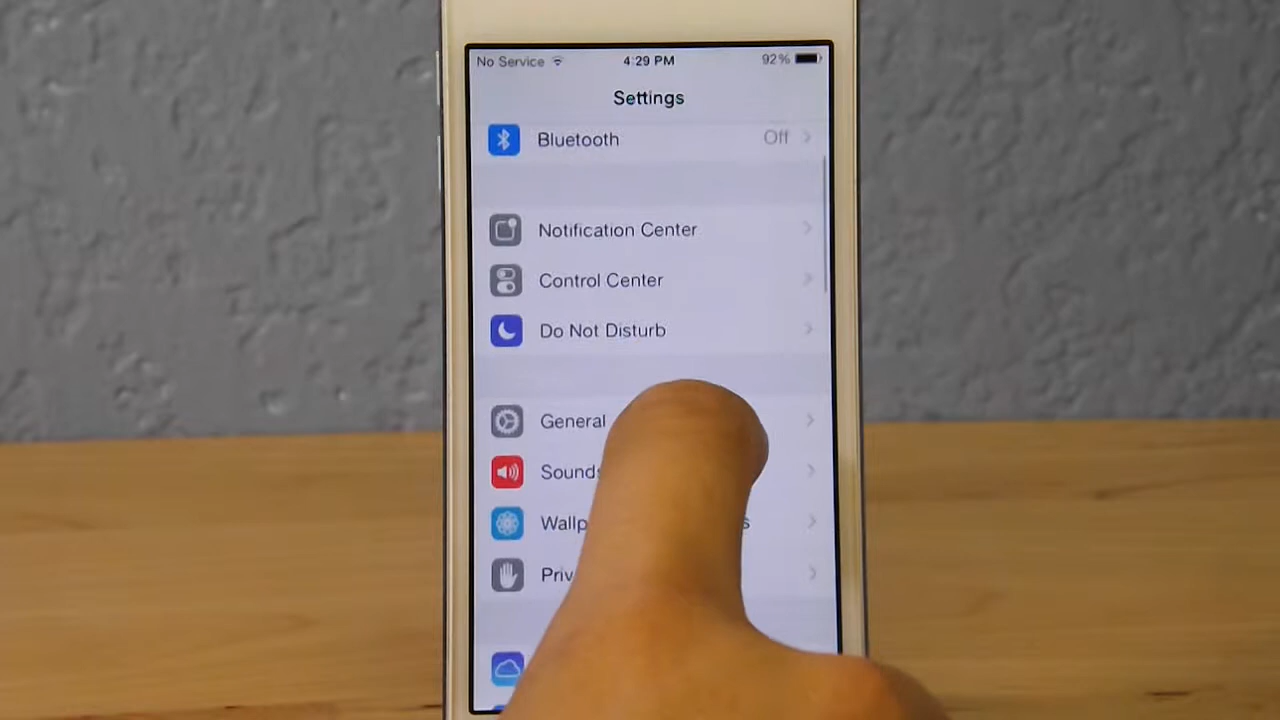 No Service 4:29 PM 92%
Settings
Bluetooth Off
Notification Center
Control Center
Do Not Disturb
General
Sounds
Wallp s
Priv